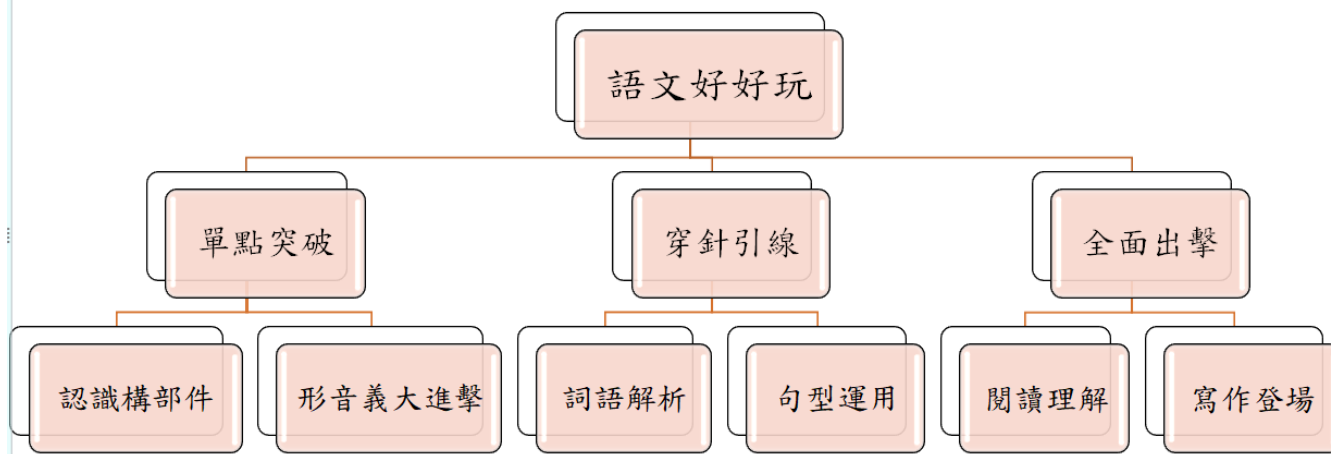 語文好好玩
單點突破
穿針引線
全面出擊
認識構部件
形音義大進擊
詞語解析
句型運用
閱讀理解
寫作登場